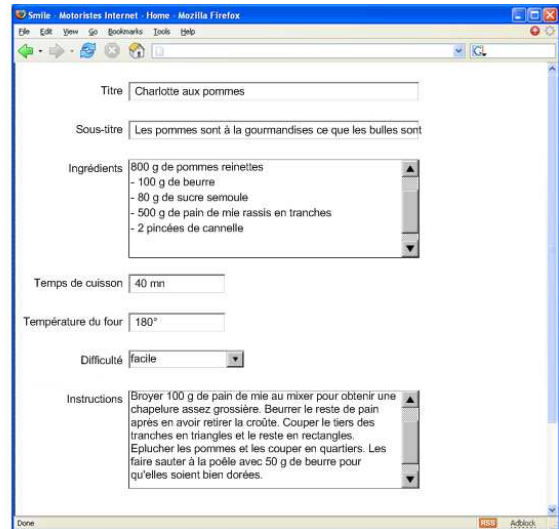 Smile - Motoristes Internet - Home - Mozilla Firefox
File Edit View Go Bookmarks Tools Help
G
Titre Charlotte aux pommes
Sous-titre Les pommes sont à la gourmandises ce que les bulles sont
Ingrédients 800 g de pommes reinettes
- 100 g de beurre
- 80 g de sucre semoule
- 500 g de pain de mie rassis en tranches
- 2 pincées de cannelle
Temps de cuisson 40 mn
Température du four 180°
Difficulté facile
Instructions Broyer 100 g de pain de mie au mixer pour obtenir une
chapelure assez grossière. Beurrer le reste de pain
après en avoir retirer la croûte. Couper le tiers des
tranches en triangles et le reste en rectangles.
Eplucher les pommes et les couper en quartiers. Les
faire sauter à la poêle avec 50 g de beurre pour
qu'elles soient bien dorées.
Done RSS Adblock